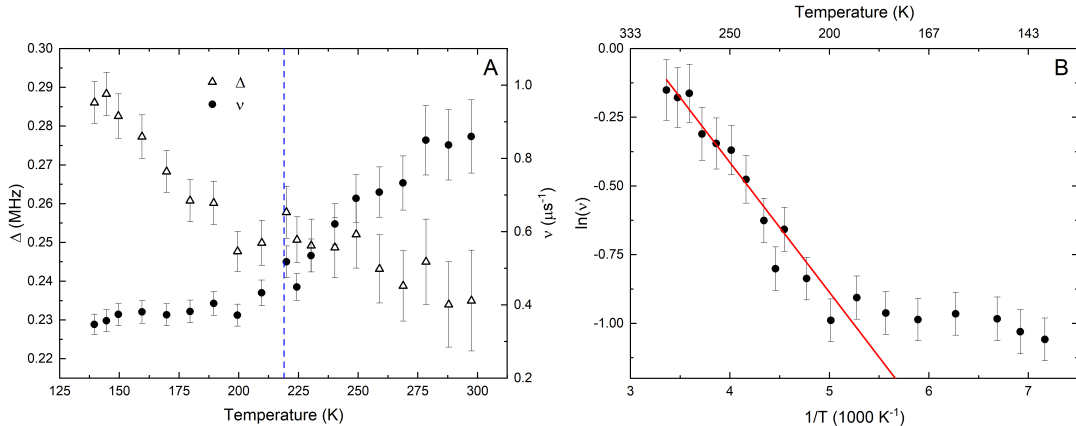 A
Δ
ν
0.30
0.29
0.28
0.27
0.26
0.25
0.24
0.23
0.22
Δ (MHz)
1.0
0.8
0.6
0.4
0.2
ν (μs⁻¹)
125 150 175 200 225 250 275 300
Temperature (K)
Temperature (K)
333 250 200 167 143
B
0.00
-0.25
-0.50
-0.75
-1.00
ln(ν)
3 4 5 6 7
1/T (1000 K⁻¹)